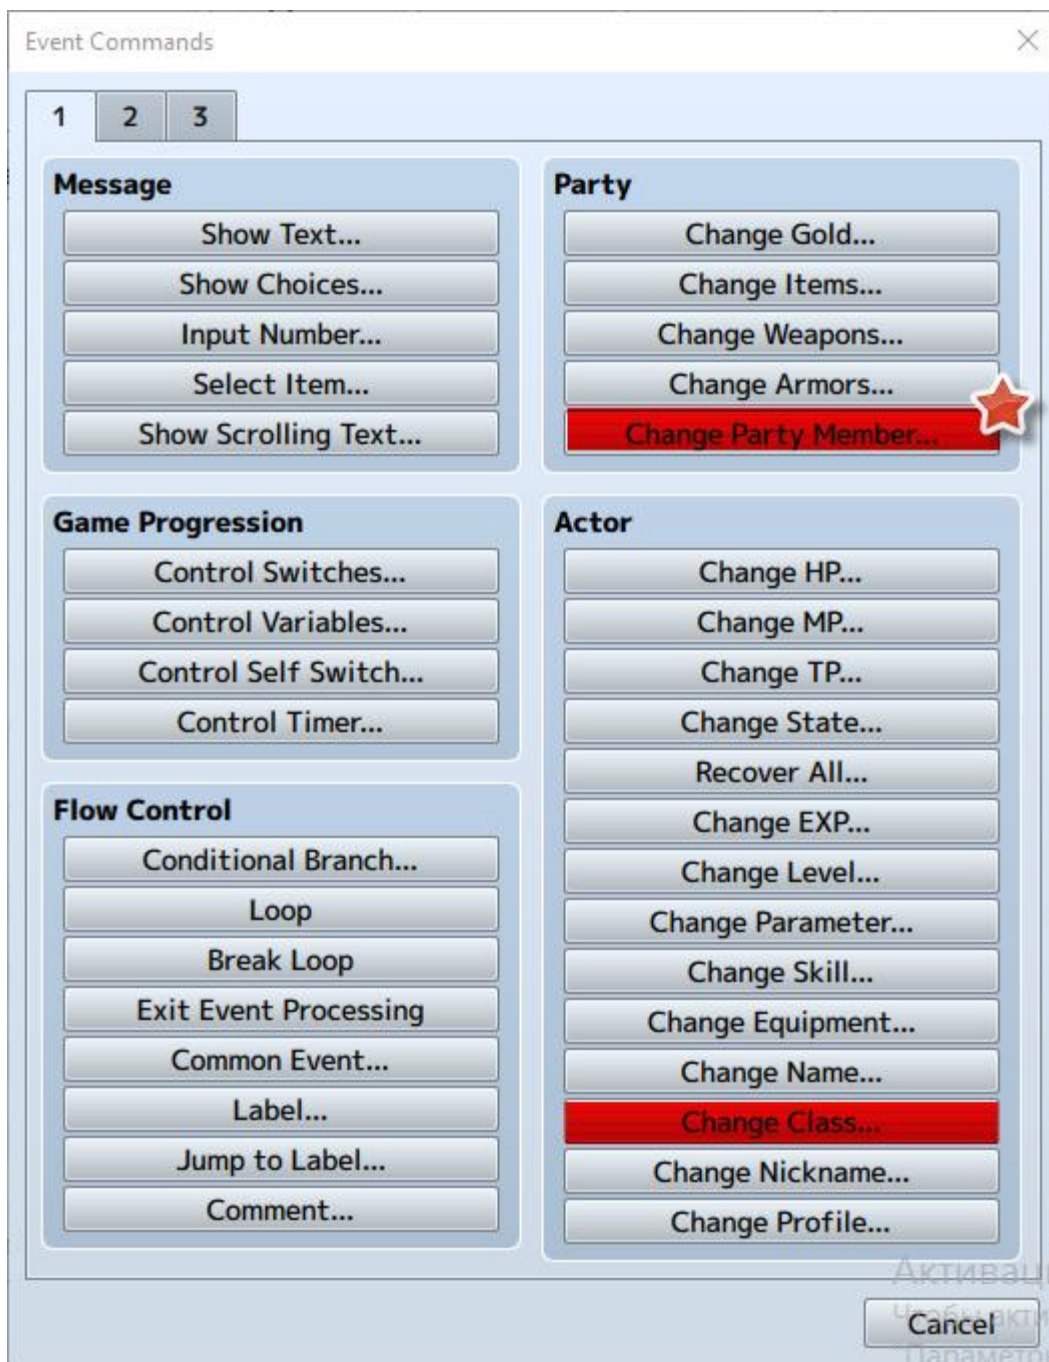 Event Commands
1 2 3
Message
Show Text...
Show Choices...
Input Number...
Select Item...
Show Scrolling Text...
Party
Change Gold...
Change Items...
Change Weapons...
Change Armors...
Change Party Member...
Game Progression
Control Switches...
Control Variables...
Control Self Switch...
Control Timer...
Actor
Change HP...
Change MP...
Change TP...
Change State...
Recover All...
Change EXP...
Change Level...
Change Parameter...
Change Skill...
Change Equipment...
Change Name...
Change Class...
Change Nickname...
Change Profile...
Flow Control
Conditional Branch...
Loop
Break Loop
Exit Event Processing
Common Event...
Label...
Jump to Label...
Comment...
Cancel